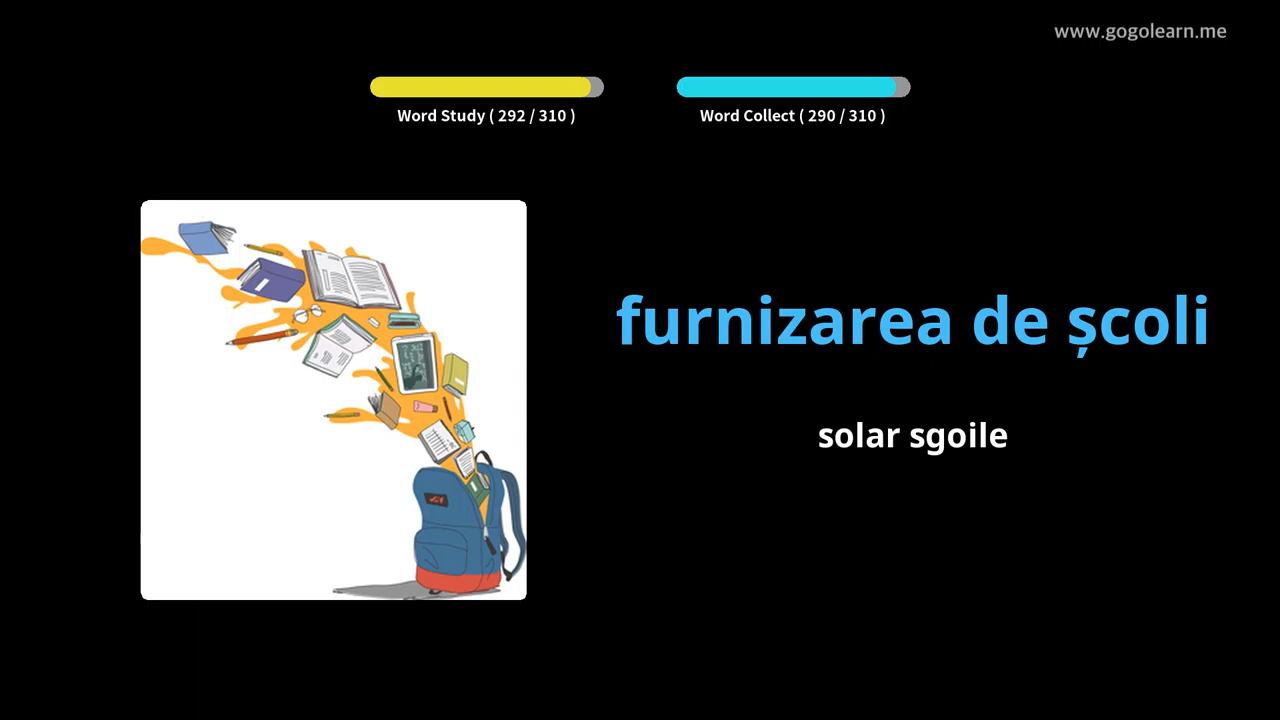 www.gogolearn.me
Word Study ( 292 / 310 )
Word Collect ( 290 / 310 )
furnizarea de școli
solar sgoile